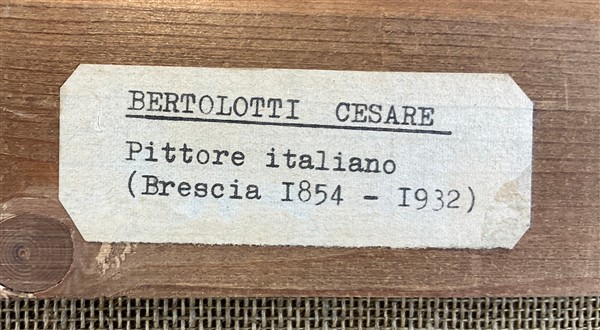 BERTOLOTTI CESARE
Pittore italiano
(Brescia I854 - I932)